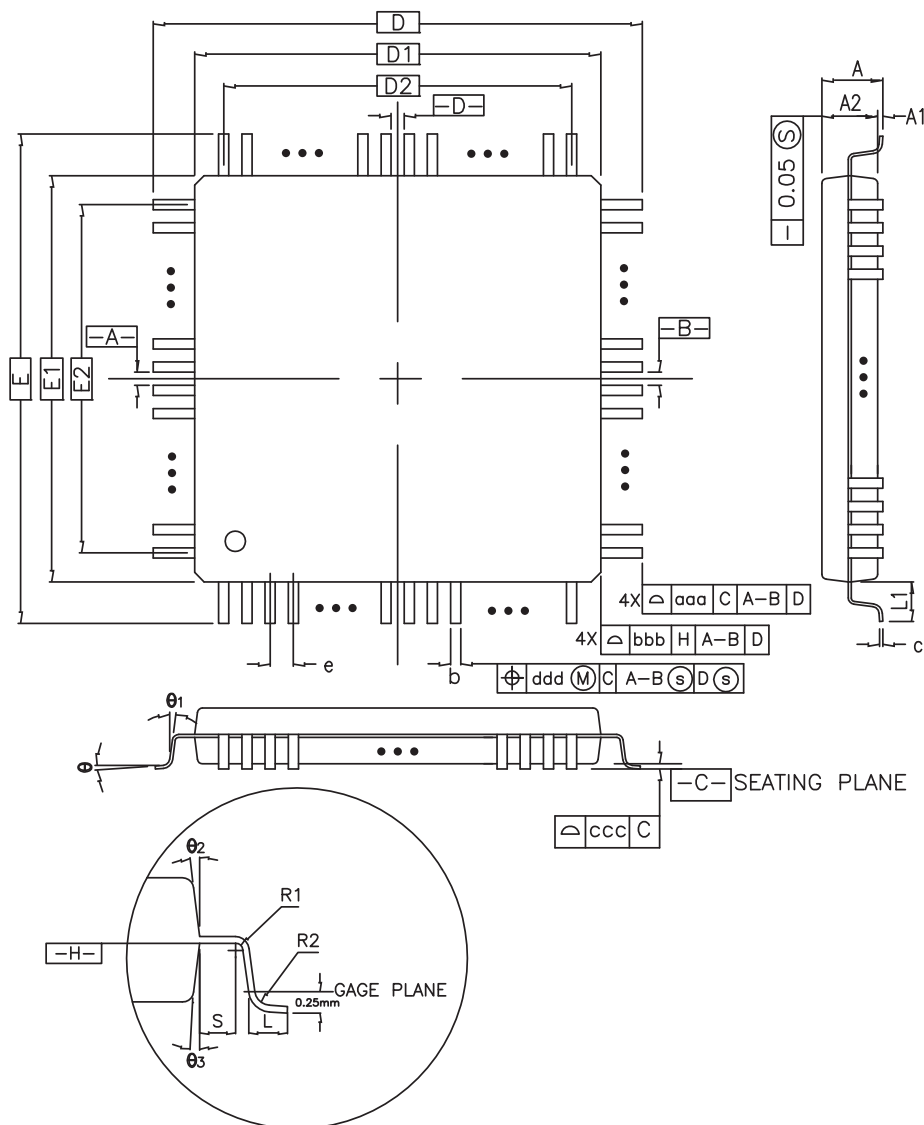 D
D1
D2
-D-
A
A2
A1
— 0.05 Ⓢ
-A-
-B-
E
E1
E2
4X ⌓ aaa C A-B D
4X ⌓ bbb H A-B D
e
b
⌖ ddd Ⓜ C A-B ⓢ D ⓢ
L1
c
θ1
θ
-C- SEATING PLANE
⌓ ccc C
θ2
R1
-H-
R2
GAGE PLANE
0.25mm
S
L
θ3